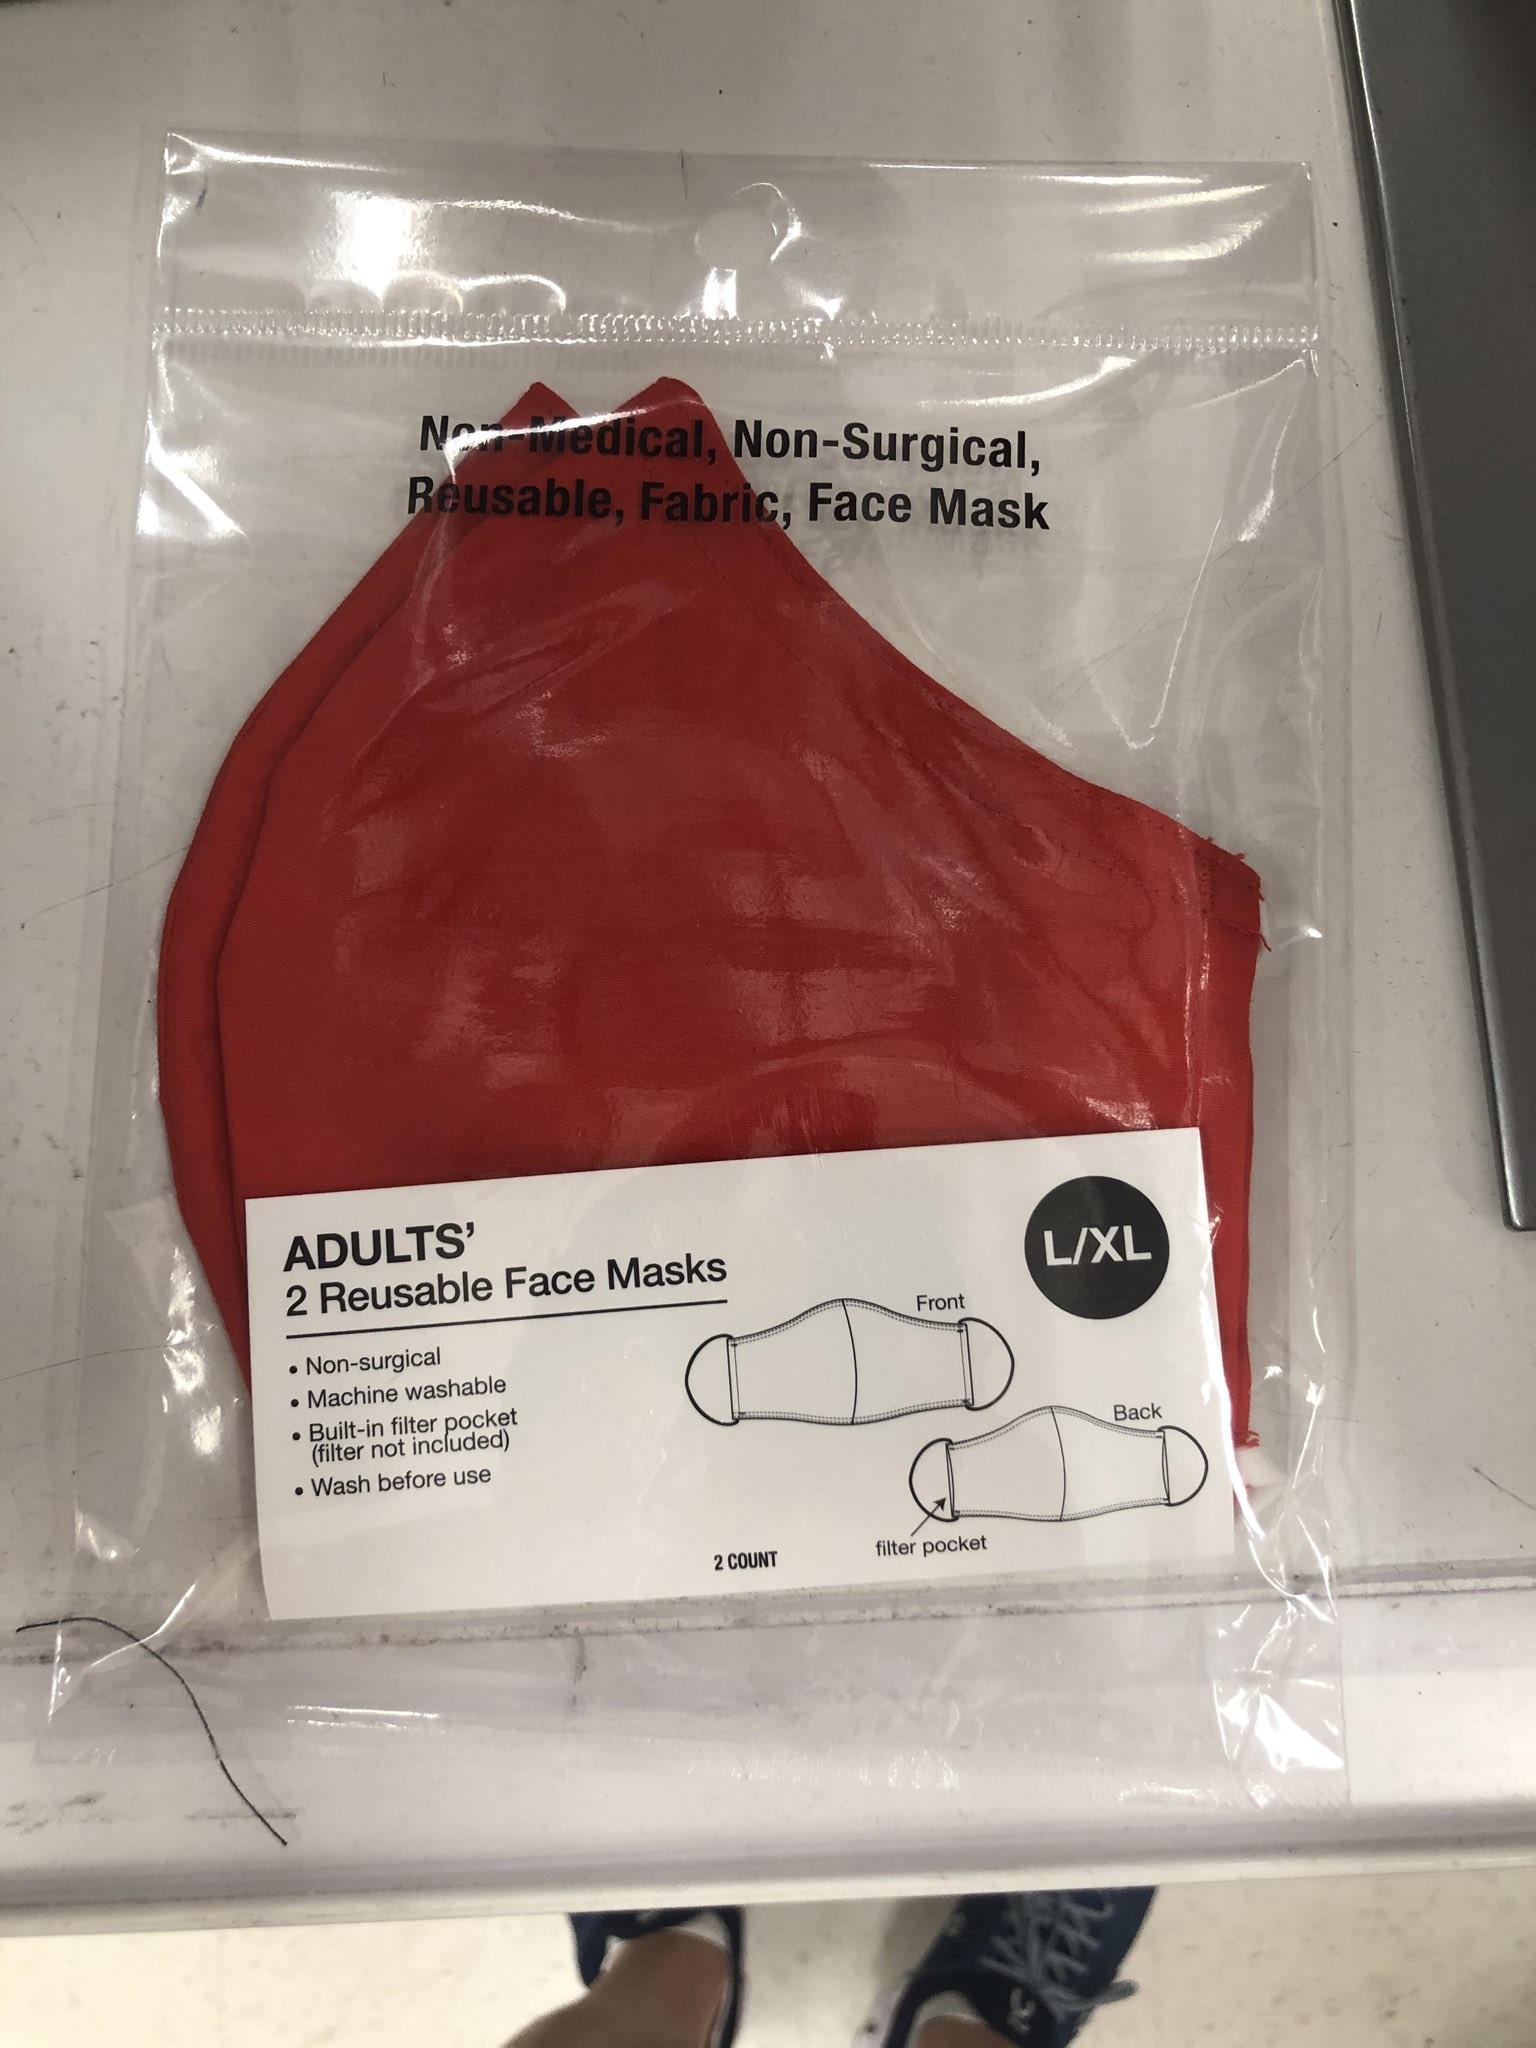 Non-Medical, Non-Surgical,
Reusable, Fabric, Face Mask
ADULTS’
2 Reusable Face Masks
L/XL
• Non-surgical
• Machine washable
• Built-in filter pocket
(filter not included)
• Wash before use
Front
Back
filter pocket
2 COUNT